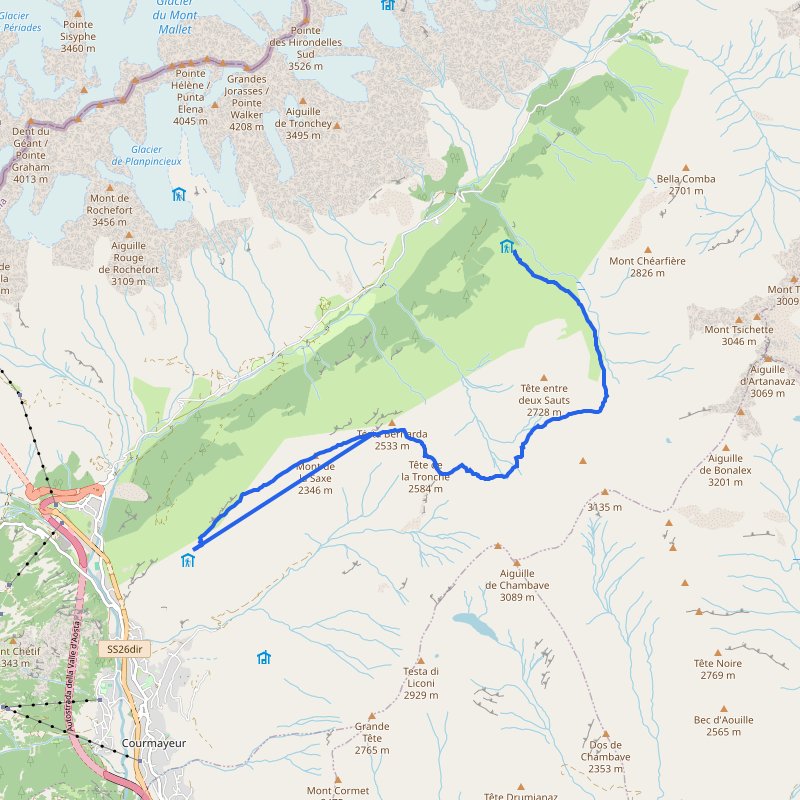 Glacier
du Mont
Mallet
Glacier
des Périades
Pointe
Sisyphe
3460 m
Pointe
des Hirondelles
Sud
3526 m
Pointe
Hélène /
Punta
Elena
4045 m
Grandes
Jorasses /
Pointe
Walker
4208 m
Aiguille
de Tronchey
3495 m
Dent du
Géant /
Pointe
Graham
4013 m
Glacier
de Planpincieux
Mont de
Rochefort
3456 m
Aiguille
Rouge
de Rochefort
3109 m
Bella Comba
2701 m
Mont Chéarfière
2826 m
Mont T
3009
Mont Tsichette
3046 m
Aiguille
d'Artanavaz
3069 m
Tête entre
deux Sauts
2728 m
Bernarda
2533 m
Tête de
la Tronche
2584 m
Mont de
la Saxe
2346 m
Aiguille
de Bonalex
3201 m
3135 m
Aiguille
de Chambave
3089 m
SS26dir
Autostrada della Valle d'Aosta
nt Chétif
343 m
Testa di
Liconi
2929 m
Tête Noire
2769 m
Bec d'Aouille
2565 m
Grande
Tête
2765 m
Courmayeur
Dos de
Chambave
2353 m
Mont Cormet
Tête Drumianaz